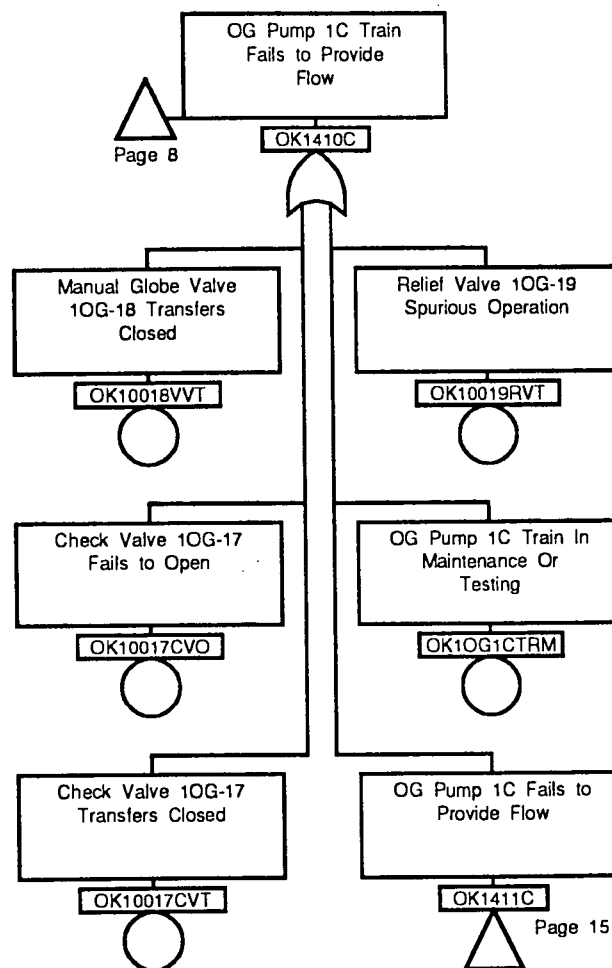 OG Pump 1C Train
Fails to Provide
Flow
Page 8
OK1410C
Manual Globe Valve
1OG-18 Transfers
Closed
OK10018VVT
Relief Valve 1OG-19
Spurious Operation
OK10019RVT
Check Valve 1OG-17
Fails to Open
OK10017CVO
OG Pump 1C Train In
Maintenance Or
Testing
OK1OG1CTRM
Check Valve 1OG-17
Transfers Closed
OK10017CVT
OG Pump 1C Fails to
Provide Flow
OK1411C
Page 15